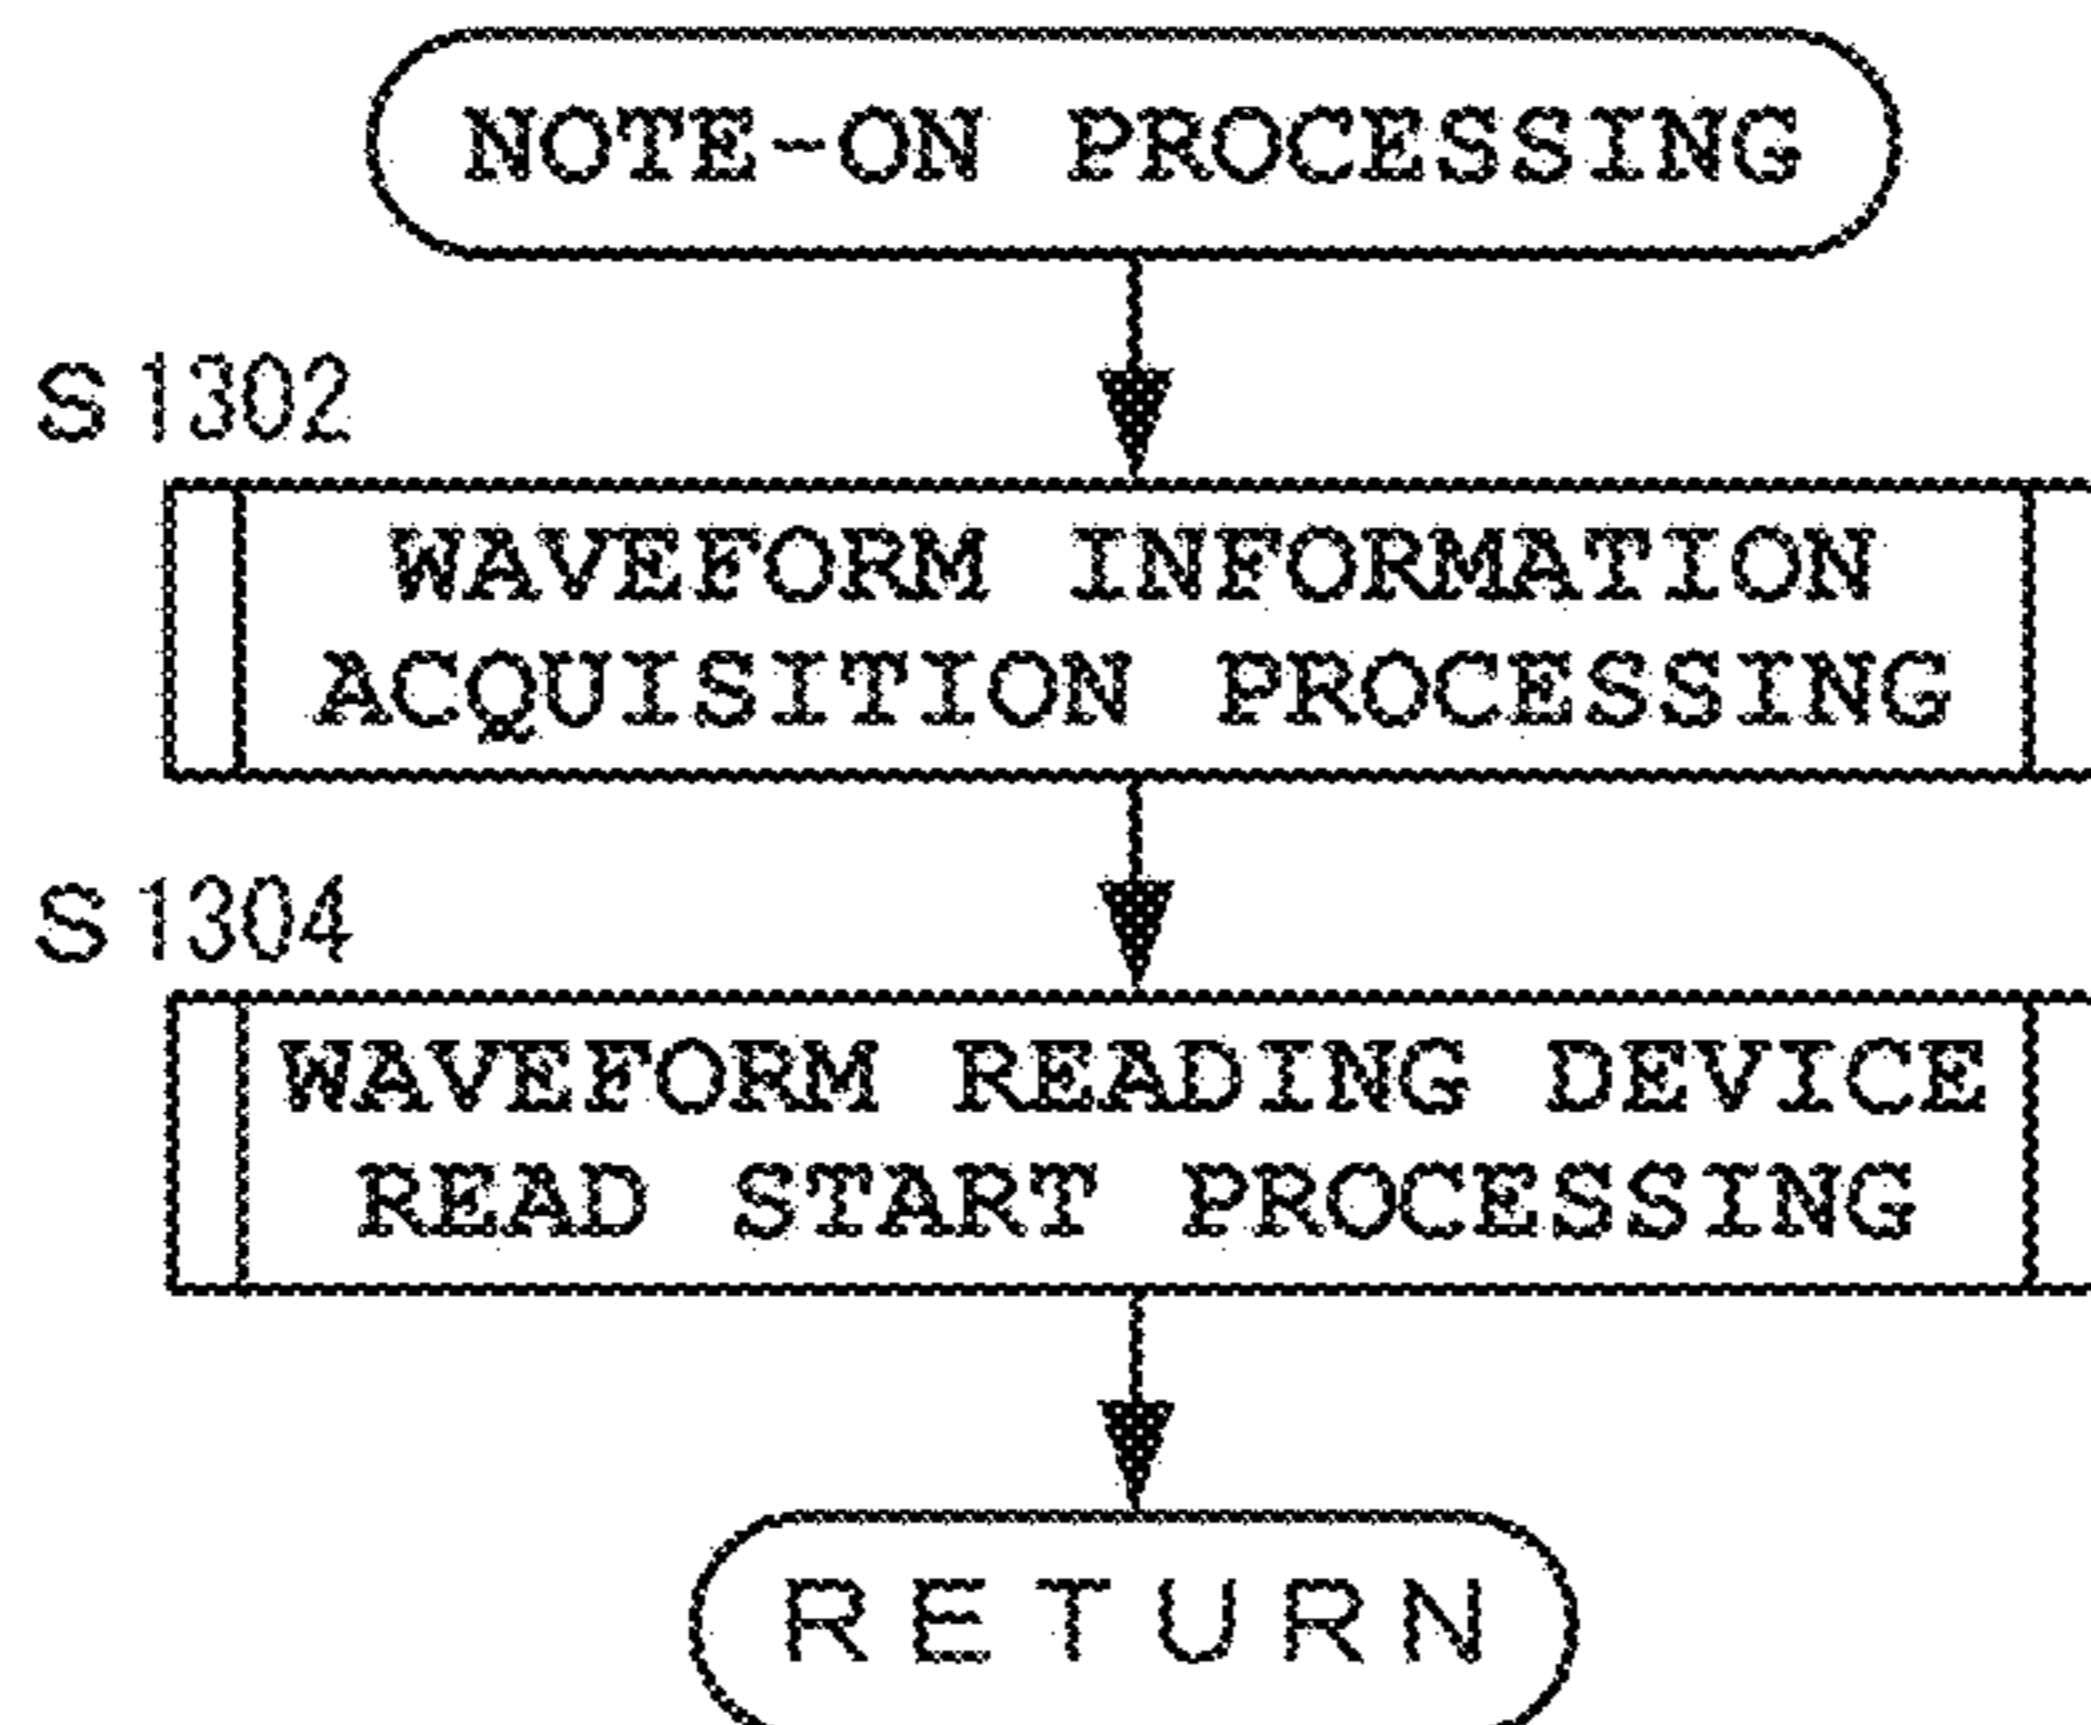 NOTE-ON PROCESSING
S1302
WAVEFORM INFORMATION
ACQUISITION PROCESSING
S1304
WAVEFORM READING DEVICE
READ START PROCESSING
RETURN